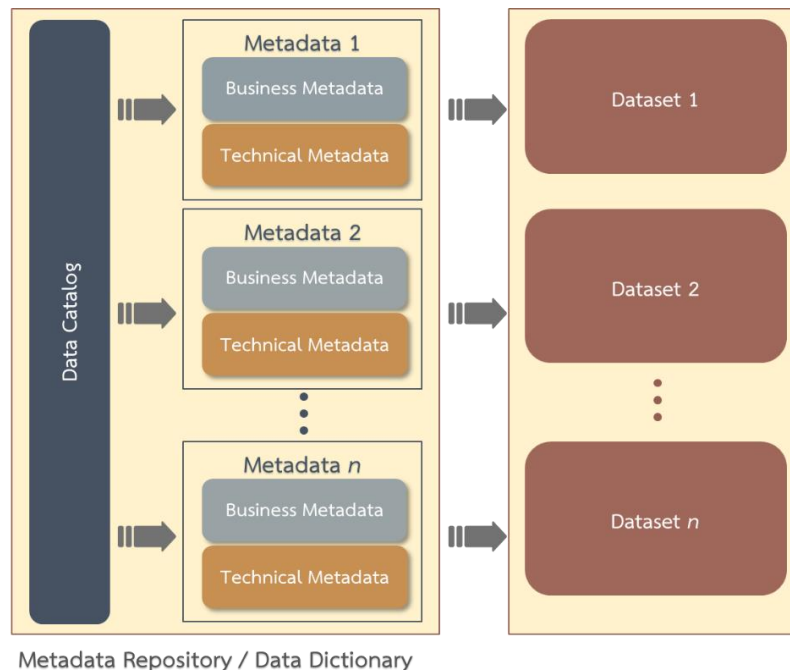 Data Catalog
Metadata 1
Business Metadata
Technical Metadata
Dataset 1
Metadata 2
Business Metadata
Technical Metadata
Dataset 2
Metadata n
Business Metadata
Technical Metadata
Dataset n
Metadata Repository / Data Dictionary